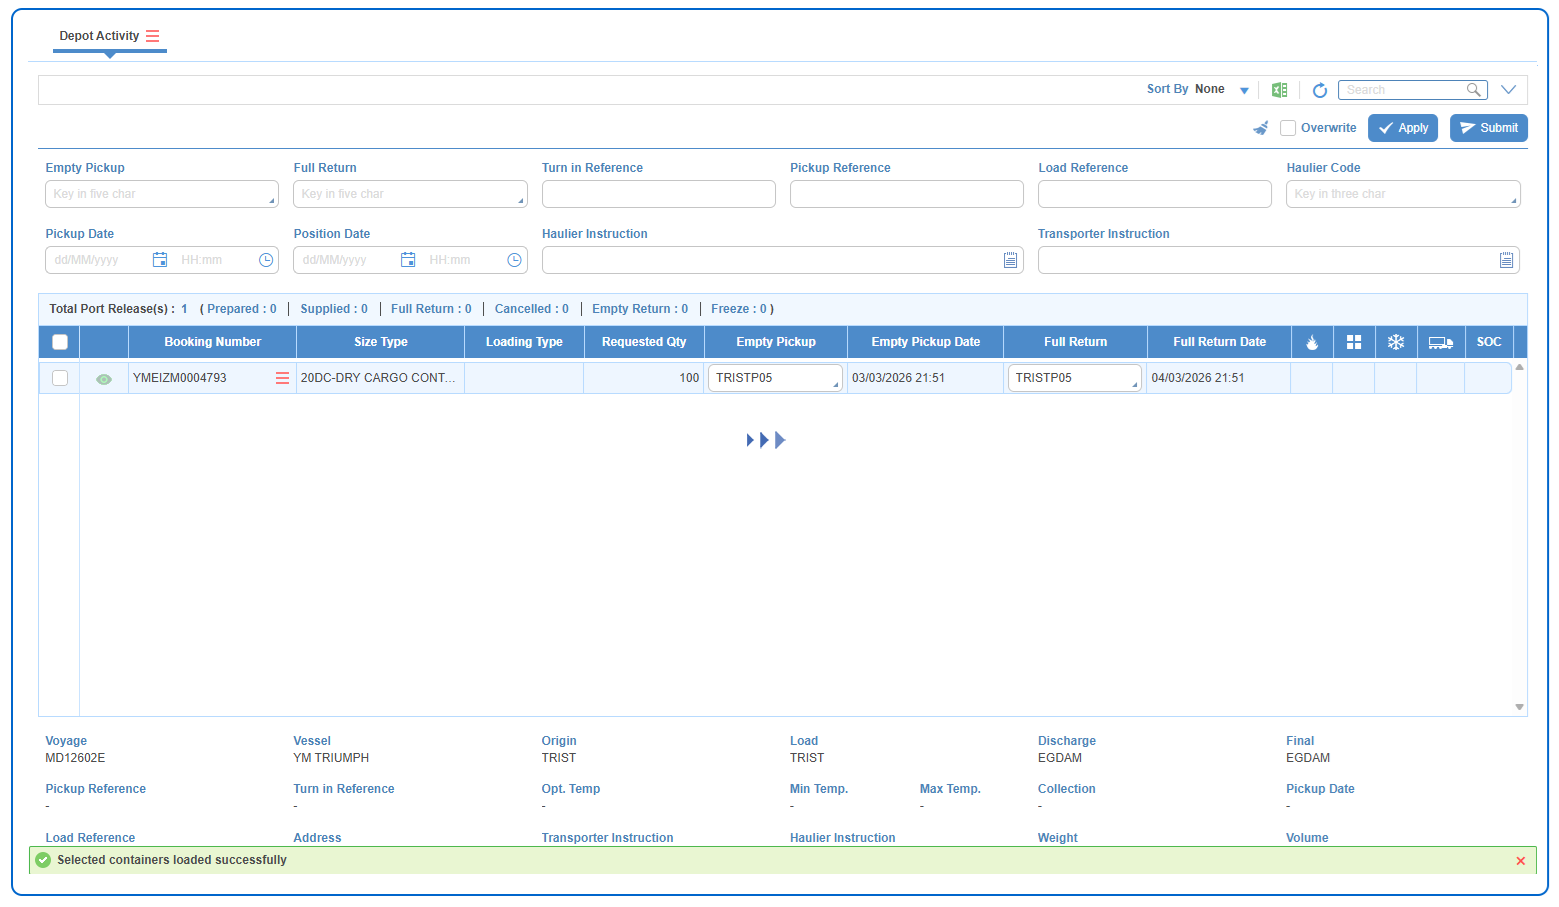 Depot Activity
Sort By None Search
Overwrite Apply Submit
Empty Pickup Full Return Turn in Reference Pickup Reference Load Reference Haulier Code
Key in five char Key in five char Key in three char
Pickup Date Position Date Haulier Instruction Transporter Instruction
dd/MM/yyyy HH:mm dd/MM/yyyy HH:mm
Total Port Release(s) : 1 ( Prepared : 0 | Supplied : 0 | Full Return : 0 | Cancelled : 0 | Empty Return : 0 | Freeze : 0 )
Booking Number Size Type Loading Type Requested Qty Empty Pickup Empty Pickup Date Full Return Full Return Date SOC
YMEIZM0004793 20DC-DRY CARGO CONT... 100 TRISTP05 03/03/2026 21:51 TRISTP05 04/03/2026 21:51
Voyage Vessel Origin Load Discharge Final
MD12602E YM TRIUMPH TRIST TRIST EGDAM EGDAM
Pickup Reference Turn in Reference Opt. Temp Min Temp. Max Temp. Collection Pickup Date
- - - - - - -
Load Reference Address Transporter Instruction Haulier Instruction Weight Volume
Selected containers loaded successfully